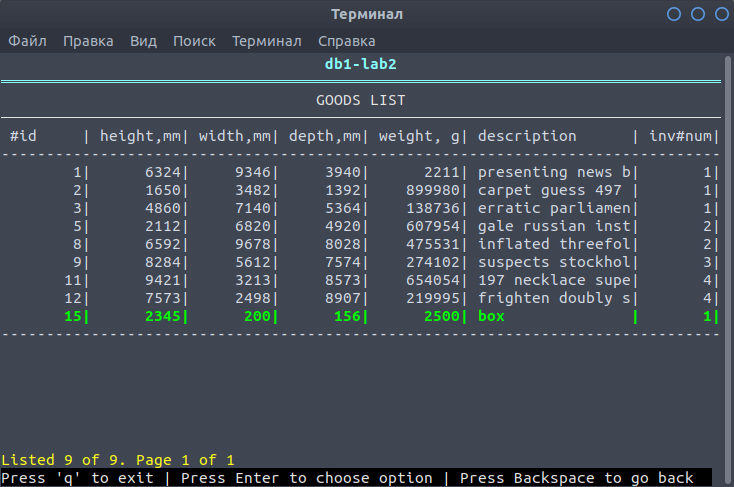 Терминал
Файл Правка Вид Поиск Терминал Справка
db1-lab2
GOODS LIST
#id | height,mm| width,mm| depth,mm| weight, g| description | inv#num|
1| 6324| 9346| 3940| 2211| presenting news b| 1|
2| 1650| 3482| 1392| 899980| carpet guess 497 | 1|
3| 4860| 7140| 5364| 138736| erratic parliamen| 1|
5| 2112| 6820| 4920| 607954| gale russian inst| 2|
8| 6592| 9678| 8028| 475531| inflated threefol| 2|
9| 8284| 5612| 7574| 274102| suspects stockhol| 3|
11| 9421| 3213| 8573| 654054| 197 necklace supe| 4|
12| 7573| 2498| 8907| 219995| frighten doubly s| 4|
15| 2345| 200| 156| 2500| box | 1|
Listed 9 of 9. Page 1 of 1
Press 'q' to exit | Press Enter to choose option | Press Backspace to go back